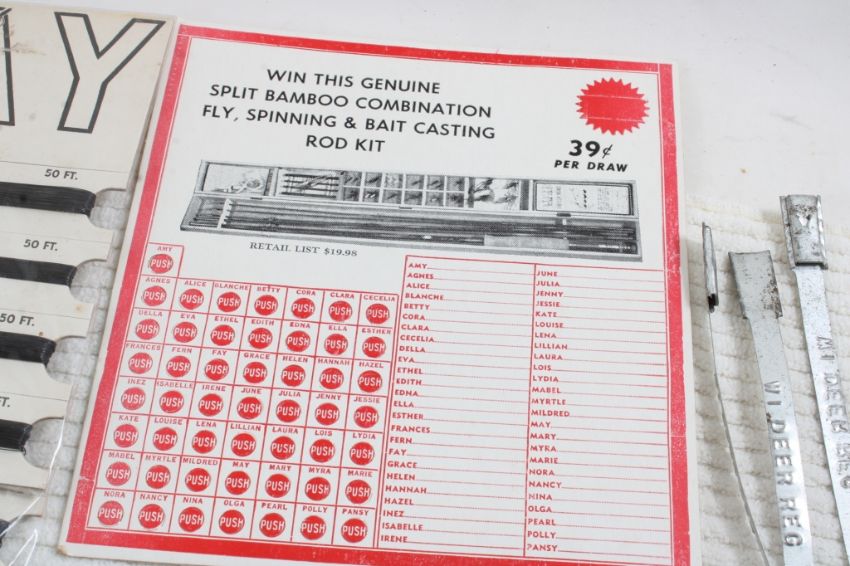 AY
50 FT.
50 FT.
50 FT.
FT.
WIN THIS GENUINE
SPLIT BAMBOO COMBINATION
FLY, SPINNING & BAIT CASTING
ROD KIT
39¢
PER DRAW
RETAIL LIST $19.98
AMY
PUSH
AGNES ALICE BLANCHE BETTY CORA CLARA CECELIA
PUSH PUSH PUSH PUSH PUSH PUSH PUSH
DELLA EVA ETHEL EDITH EDNA ELLA ESTHER
PUSH PUSH PUSH PUSH PUSH PUSH PUSH
FRANCES FERN FAY GRACE HELEN HANNAH HAZEL
PUSH PUSH PUSH PUSH PUSH PUSH PUSH
INEZ ISABELLE IRENE JUNE JULIA JENNY JESSIE
PUSH PUSH PUSH PUSH PUSH PUSH PUSH
KATE LOUISE LENA LILLIAN LAURA LOIS LYDIA
PUSH PUSH PUSH PUSH PUSH PUSH PUSH
MABEL MYRTLE MILDRED MAY MARY MYRA MARIE
PUSH PUSH PUSH PUSH PUSH PUSH PUSH
NORA NANCY NINA OLGA PEARL POLLY PANSY
PUSH PUSH PUSH PUSH PUSH PUSH PUSH
AMY
AGNES
ALICE
BLANCHE
BETTY
CORA
CLARA
CECELIA
DELLA
EVA
ETHEL
EDITH
EDNA
ELLA
ESTHER
FRANCES
FERN
FAY
GRACE
HELEN
HANNAH
HAZEL
INEZ
ISABELLE
IRENE
JUNE
JULIA
JENNY
JESSIE
KATE
LOUISE
LENA
LILLIAN
LAURA
LOIS
LYDIA
MABEL
MYRTLE
MILDRED
MAY
MARY
MYRA
MARIE
NORA
NANCY
NINA
OLGA
PEARL
POLLY
PANSY
WI. DEER REG
WI DEER REG